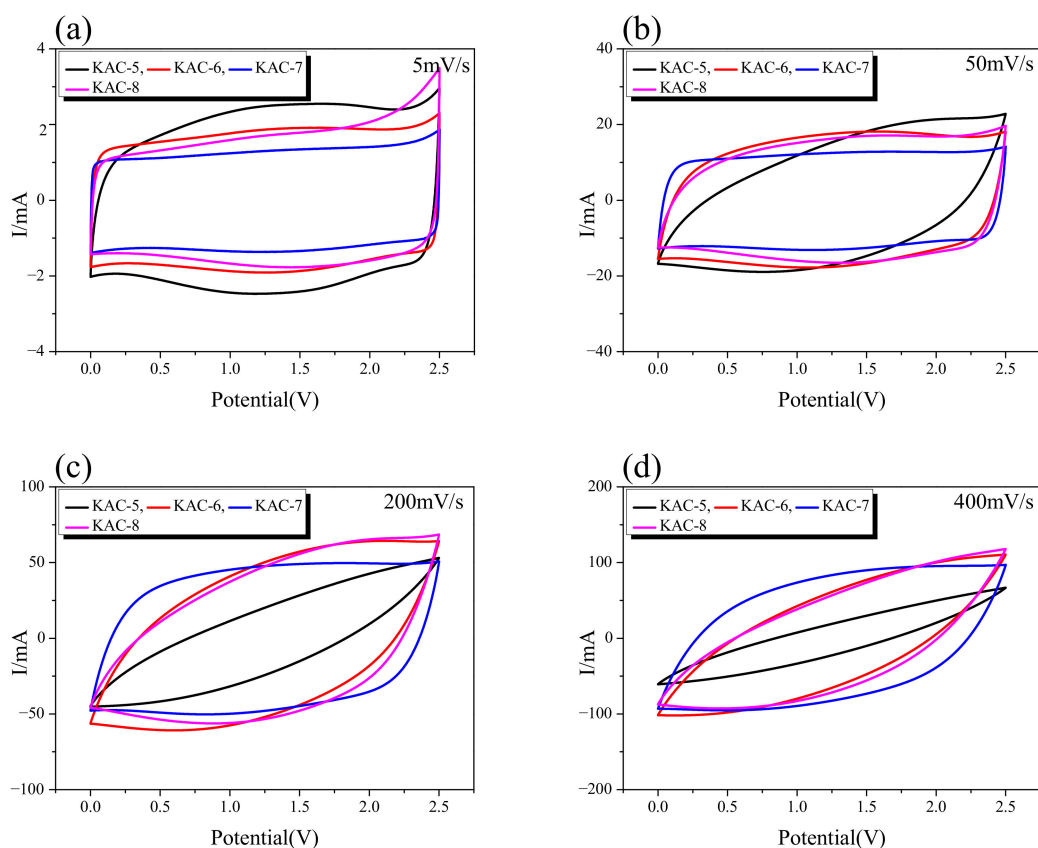 (a)
KAC-5, KAC-6, KAC-7
KAC-8
5mV/s
4
2
0
−2
−4
I/mA
0.0 0.5 1.0 1.5 2.0 2.5
Potential(V)
(b)
KAC-5, KAC-6, KAC-7
KAC-8
50mV/s
40
20
0
−20
−40
I/mA
0.0 0.5 1.0 1.5 2.0 2.5
Potential(V)
(c)
KAC-5, KAC-6, KAC-7
KAC-8
200mV/s
100
50
0
−50
−100
I/mA
0.0 0.5 1.0 1.5 2.0 2.5
Potential(V)
(d)
KAC-5, KAC-6, KAC-7
KAC-8
400mV/s
200
100
0
−100
−200
I/mA
0.0 0.5 1.0 1.5 2.0 2.5
Potential(V)